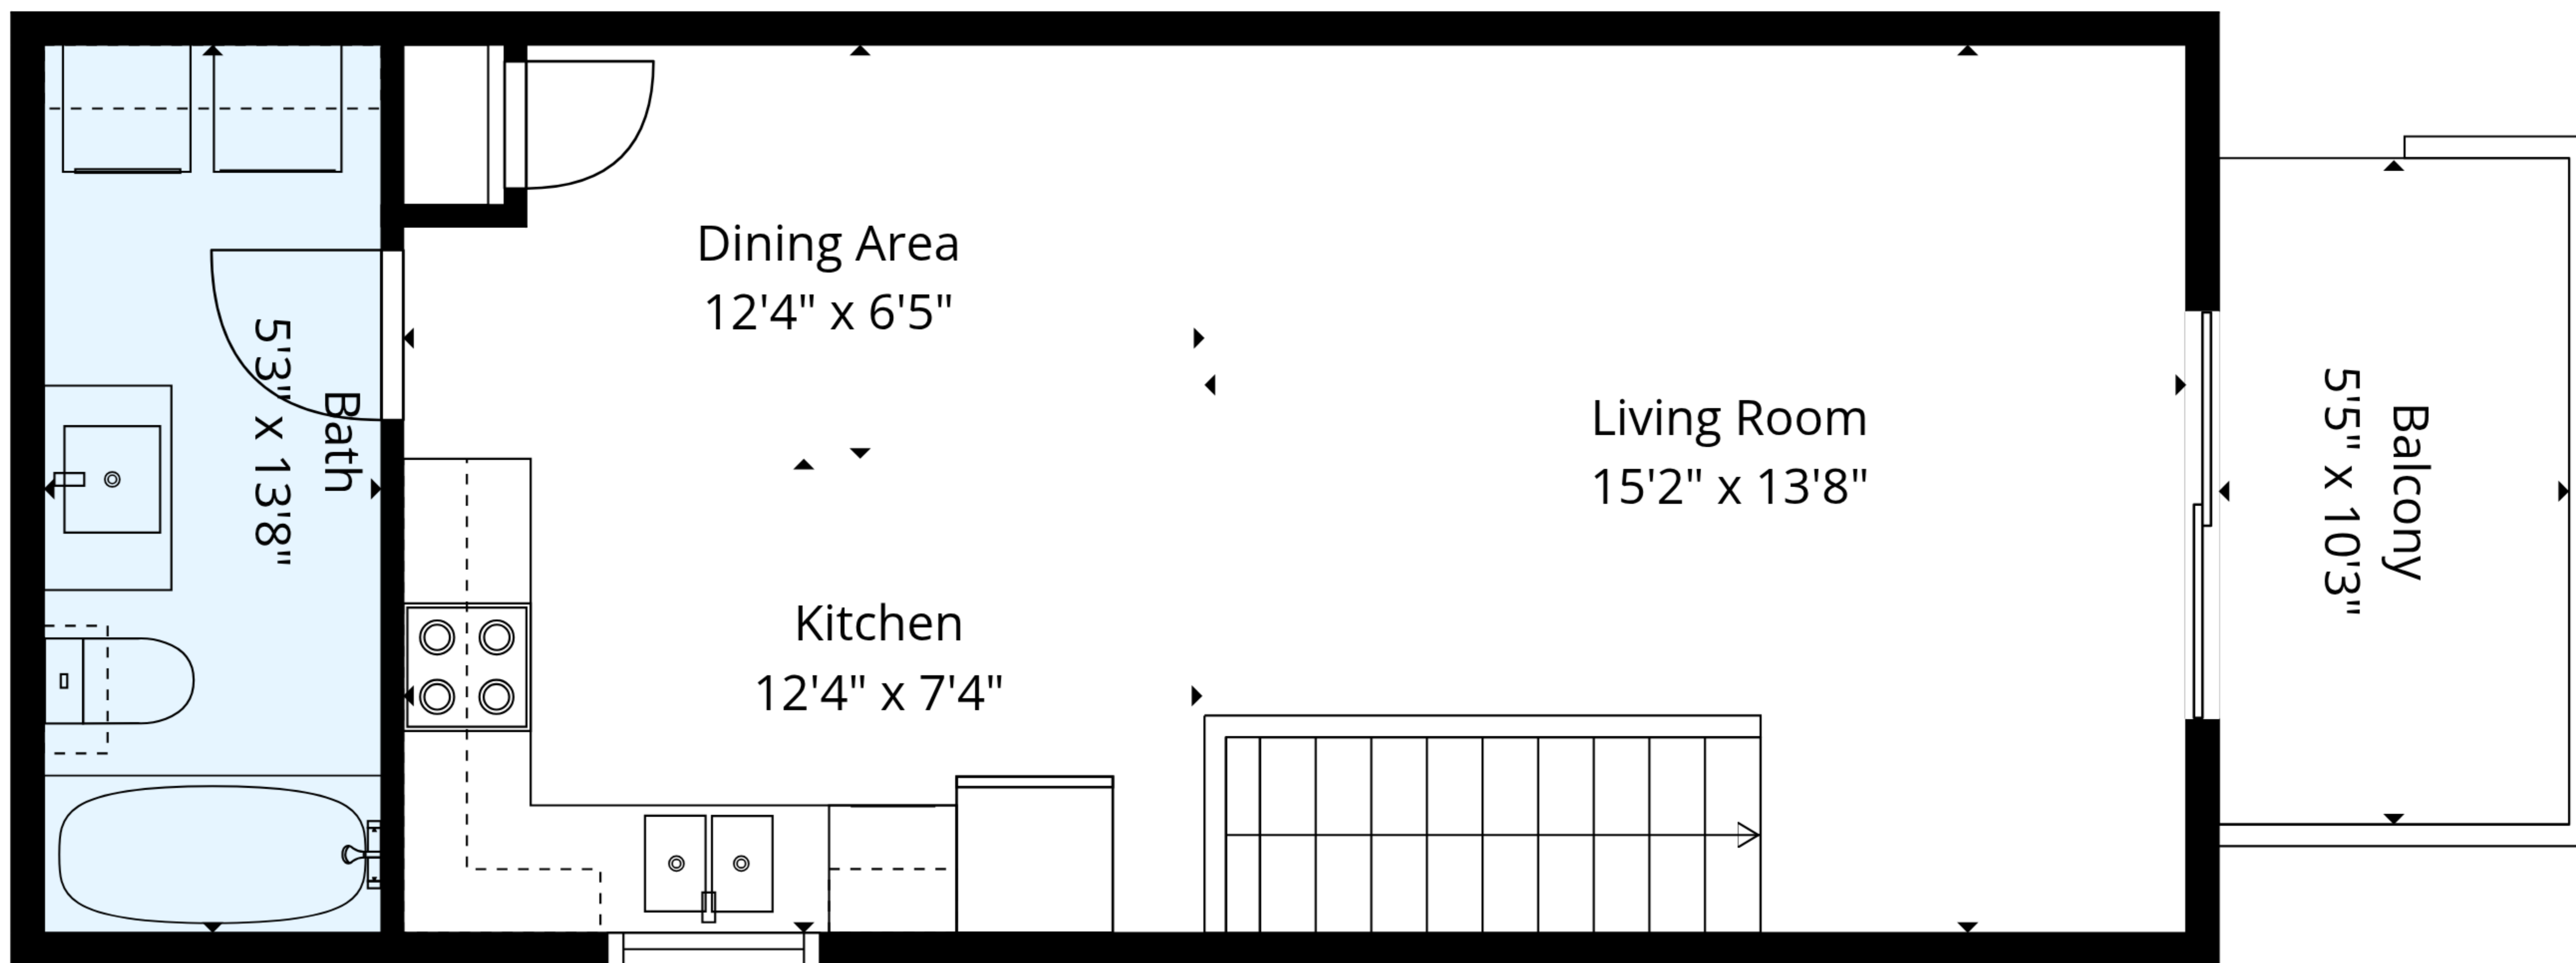 Bath
5'3" x 13'8"
Dining Area
12'4" x 6'5"
Kitchen
12'4" x 7'4"
Living Room
15'2" x 13'8"
Balcony
5'5" x 10'3"